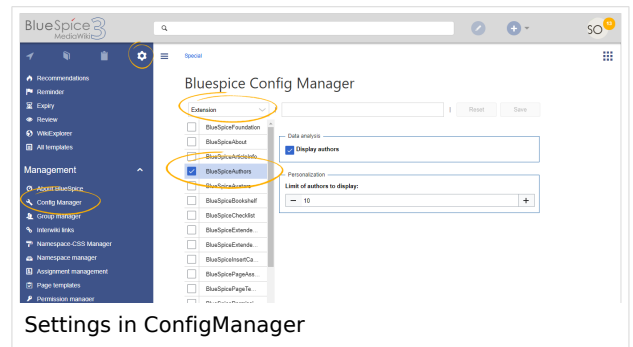 BlueSpice 3
MediaWiki
SO
Special
Recommendations
Reminder
Expiry
Review
WikiExplorer
All templates
Management
About BlueSpice
Config Manager
Group manager
Interwiki links
Namespace-CSS Manager
Namespace manager
Assignment management
Page templates
Permission manager
Bluespice Config Manager
Extension
Reset
Save
BlueSpiceFoundation
BlueSpiceAbout
BlueSpiceArticleInfo
BlueSpiceAuthors
BlueSpiceAvatars
BlueSpiceBookshelf
BlueSpiceChecklist
BlueSpiceExtende...
BlueSpiceExtende...
BlueSpiceInsertCa...
BlueSpicePageAss...
BlueSpicePageTe...
Data analysis
Display authors
Personalization
Limit of authors to display:
10
Settings in ConfigManager